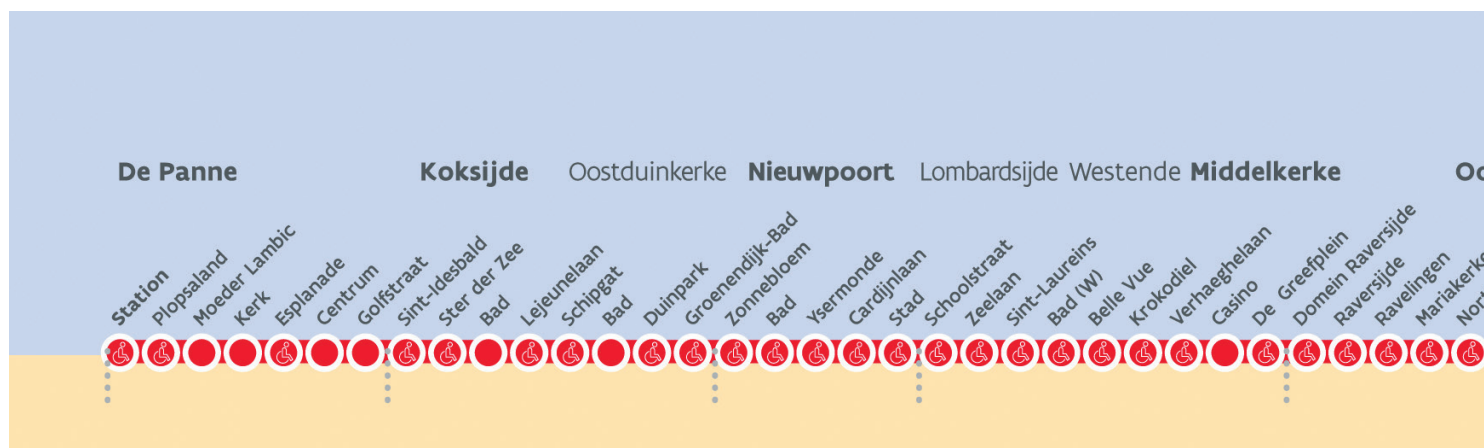 De Panne
Koksijde
Oostduinkerke
Nieuwpoort
Lombardsijde
Westende
Middelkerke
Station
Plopsaland
Moeder Lambic
Kerk
Esplanade
Centrum
Golfstraat
Sint-Idesbald
Ster der Zee
Bad
Lejeunelaan
Schipgat
Bad
Duinpark
Groenendijk-Bad
Zonnebloem
Bad
Ysermonde
Cardijnlaan
Stad
Schoolstraat
Zeelaan
Sint-Laureins
Bad (W)
Belle Vue
Krokodiel
Verhaeghelaan
Casino
De Greefplein
Domein Raversijde
Raversijde
Ravelingen